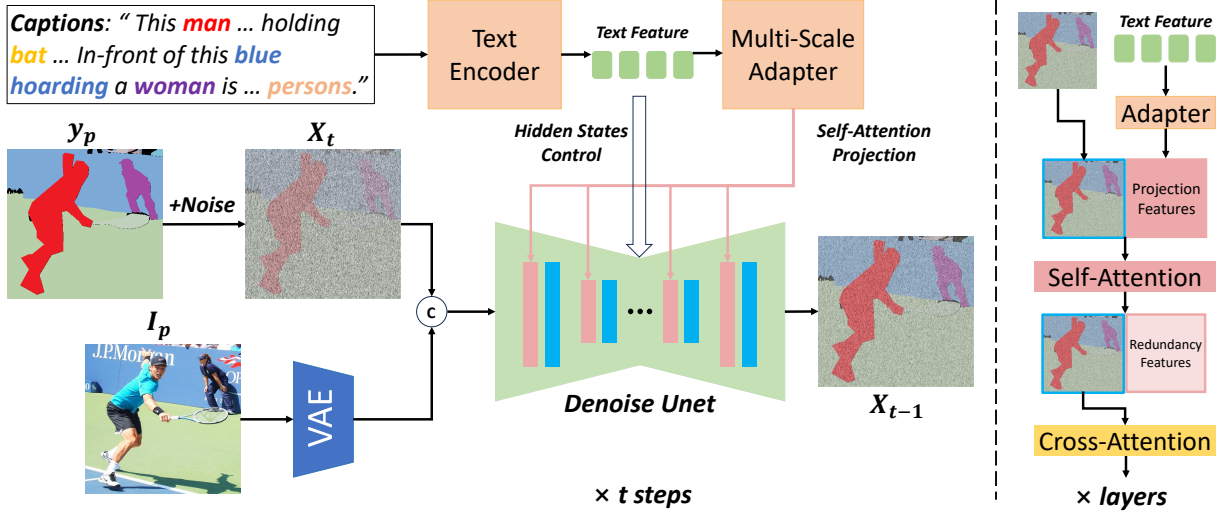 Captions: “ This man … holding
bat … In-front of this blue
hoarding a woman is … persons.”
Text
Encoder
Text Feature
Multi-Scale
Adapter
Hidden States
Control
Self-Attention
Projection
y_p
+Noise
X_t
I_p
J.P.Morgan
VAE
C
Denoise Unet
X_{t-1}
× t steps
Text Feature
Adapter
Projection
Features
Self-Attention
Redundancy
Features
Cross-Attention
× layers